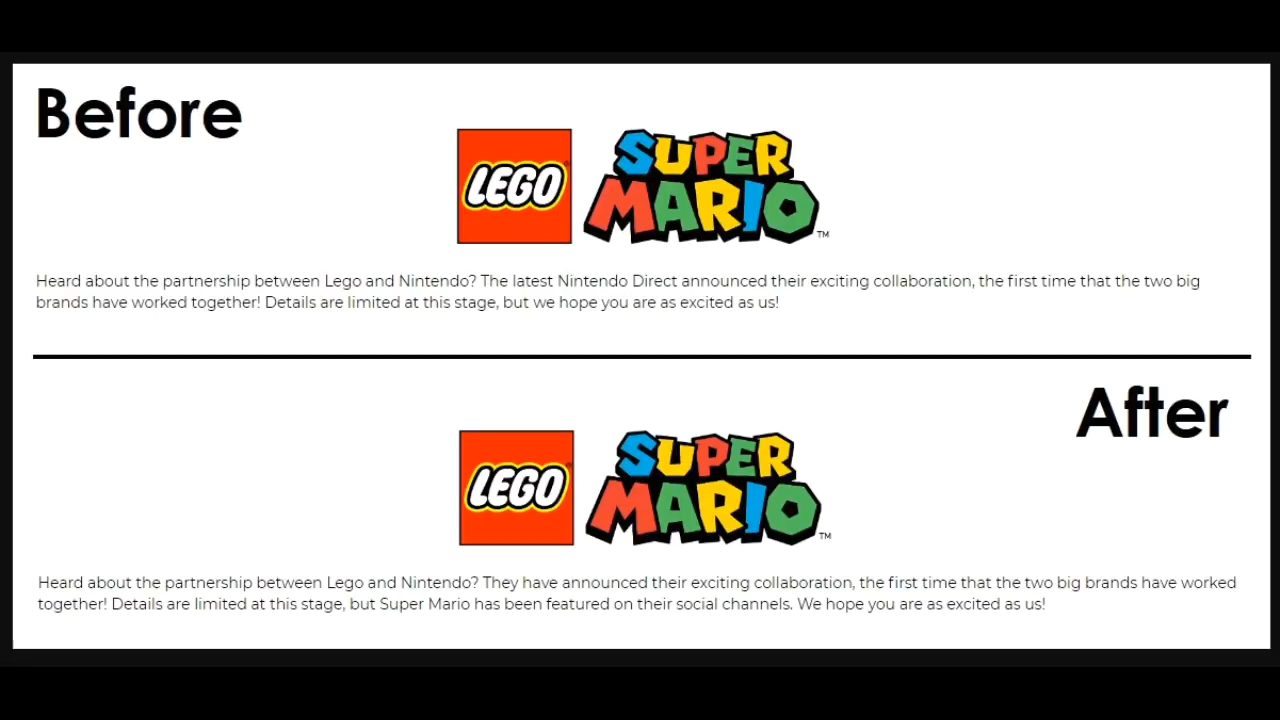 Before
LEGO®
SUPER
MARIO™
Heard about the partnership between Lego and Nintendo? The latest Nintendo Direct announced their exciting collaboration, the first time that the two big
brands have worked together! Details are limited at this stage, but we hope you are as excited as us!
After
LEGO®
SUPER
MARIO™
Heard about the partnership between Lego and Nintendo? They have announced their exciting collaboration, the first time that the two big brands have worked
together! Details are limited at this stage, but Super Mario has been featured on their social channels. We hope you are as excited as us!